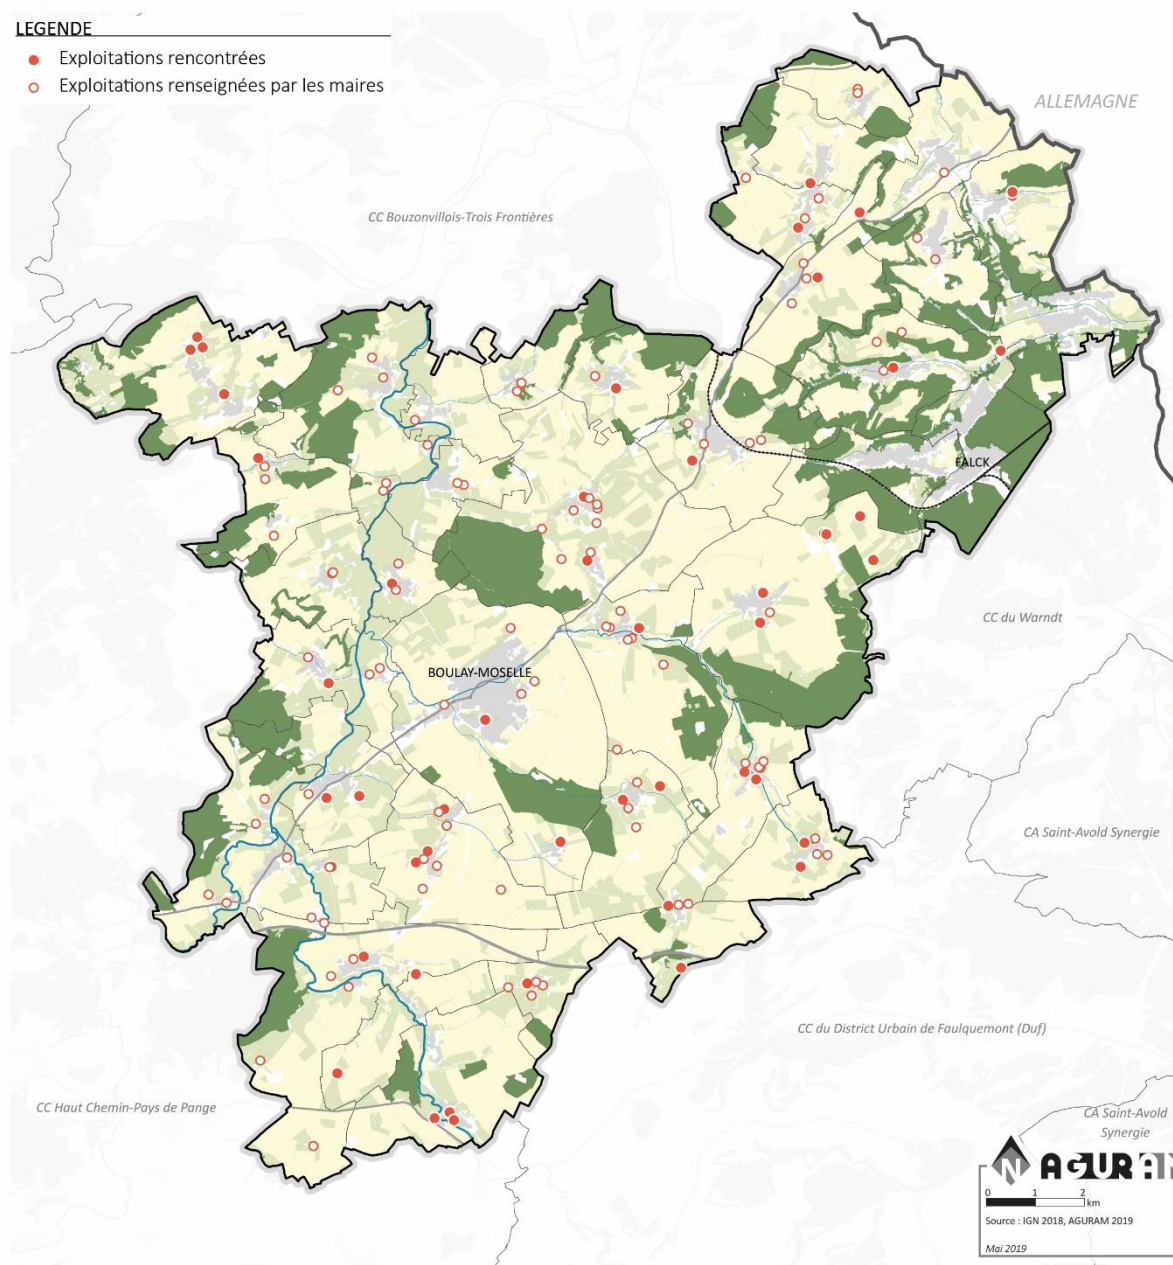 LEGENDE
Exploitations rencontrées
Exploitations renseignées par les maires
ALLEMAGNE
CC Bouzonvillois-Trois Frontières
FALCK
CC du Warndt
BOULAY-MOSELLE
CA Saint-Avold Synergie
CC du District Urbain de Faulquemont (Duf)
CC Haut Chemin-Pays de Pange
CA Saint-Avold
Synergie
N AGURAM
0 1 2
km
Source : IGN 2018, AGURAM 2019
Mai 2019